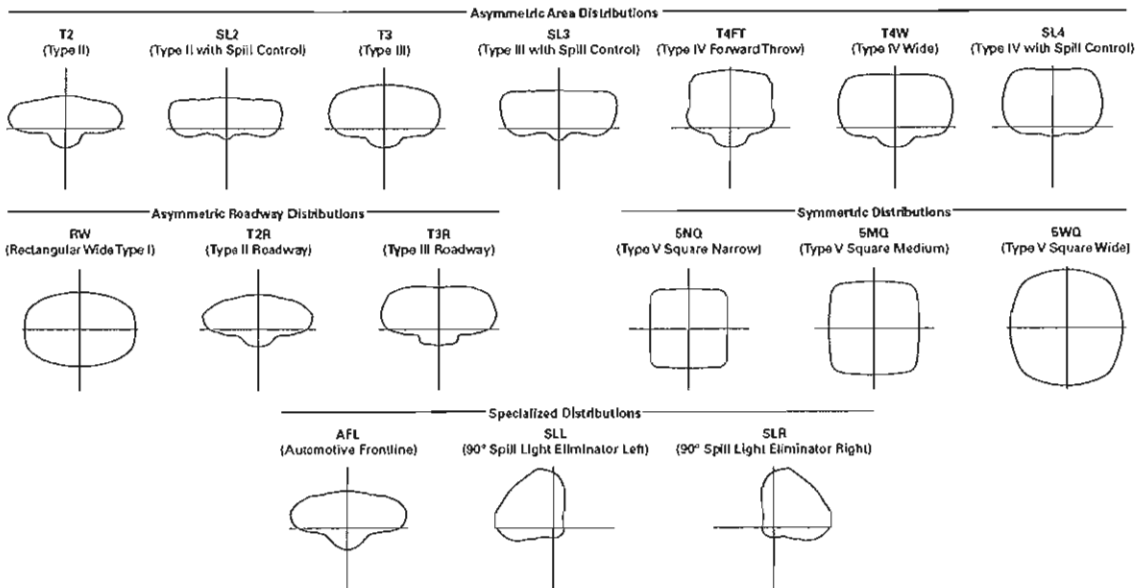 Asymmetric Area Distributions
T2
(Type II)
SL2
(Type II with Spill Control)
T3
(Type III)
SL3
(Type III with Spill Control)
T4FT
(Type IV Forward Throw)
T4W
(Type IV Wide)
SL4
(Type IV with Spill Control)
Asymmetric Roadway Distributions
RW
(Rectangular Wide Type I)
T2R
(Type II Roadway)
T3R
(Type III Roadway)
Symmetric Distributions
5NQ
(Type V Square Narrow)
5MQ
(Type V Square Medium)
5WQ
(Type V Square Wide)
Specialized Distributions
AFL
(Automotive Frontline)
SLL
(90° Spill Light Eliminator Left)
SLR
(90° Spill Light Eliminator Right)